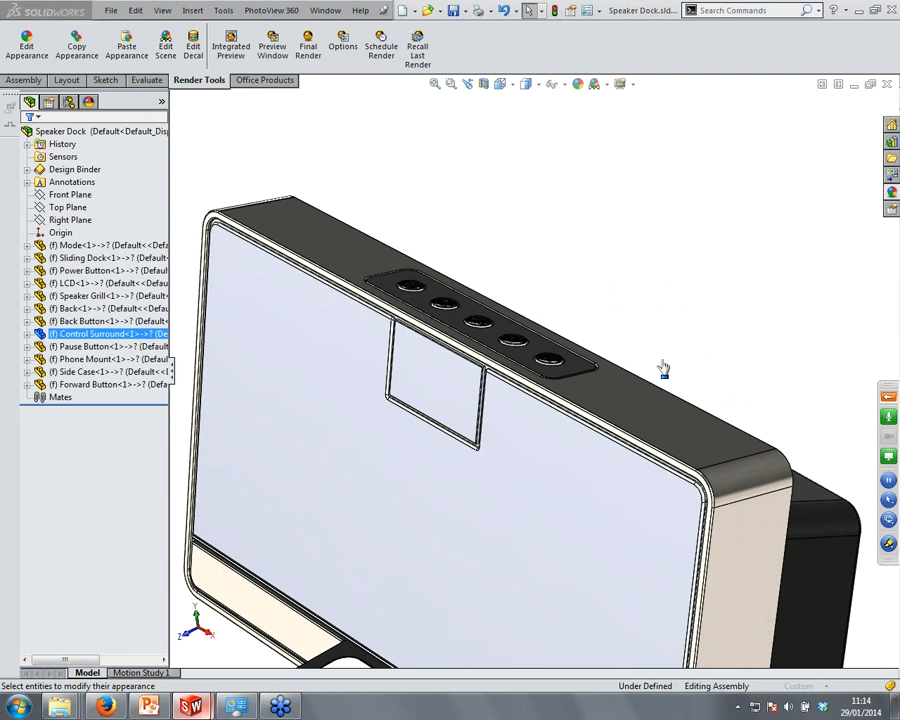 SOLIDWORKS File Edit View Insert Tools PhotoView 360 Window Help Speaker Dock.sld... Search Commands
Edit Appearance
Copy Appearance
Paste Appearance
Edit Scene
Edit Decal
Integrated Preview
Preview Window
Final Render
Options
Schedule Render
Recall Last Render
Assembly Layout Sketch Evaluate Render Tools Office Products
Speaker Dock (Default<Default_Disp
History
Sensors
Design Binder
Annotations
Front Plane
Top Plane
Right Plane
Origin
(f) Mode<1>->? (Default<<Defau
(f) Sliding Dock<1>->? (Default<
(f) Power Button<1>->? (Default
(f) LCD<1>->? (Default<<Default
(f) Speaker Grill<1>->? (Default<
(f) Back<1>->? (Default<<Default
(f) Back Button<1>->? (Default<
(f) Control Surround<1>->? (De
(f) Pause Button<1>->? (Default
(f) Phone Mount<1>->? (Default
(f) Side Case<1>->? (Default<<D
(f) Forward Button<1>->? (Defau
Mates
Y
Z X
Model Motion Study 1
Select entities to modify their appearance Under Defined Editing Assembly Custom
11:14
29/01/2014